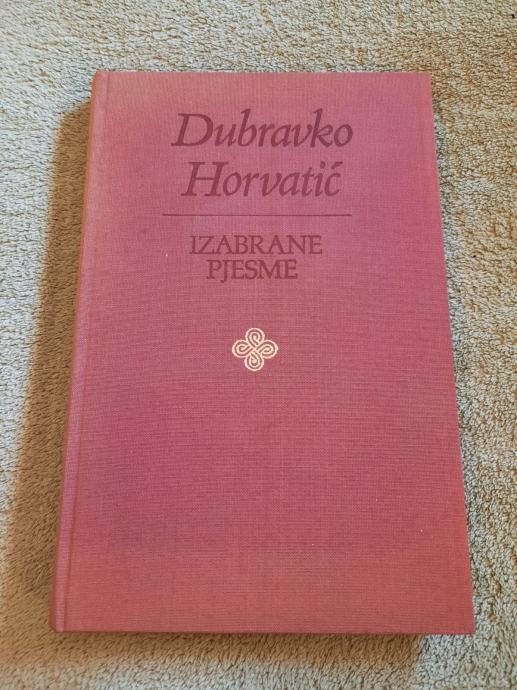 Dubravko
Horvatić
IZABRANE
PJESME